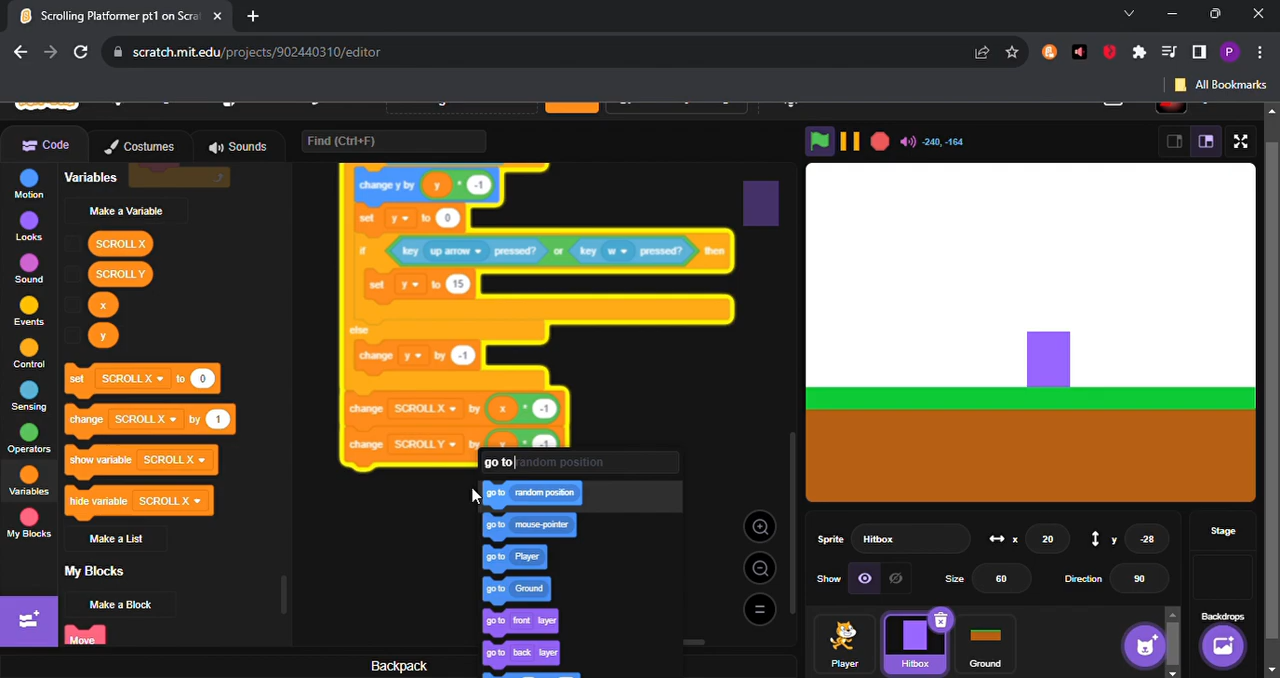 Scrolling Platformer pt1 on Scra
scratch.mit.edu/projects/902440310/editor
All Bookmarks
Code
Costumes
Sounds
Find (Ctrl+F)
-240, -164
Motion
Looks
Sound
Events
Control
Sensing
Operators
Variables
My Blocks
Variables
Make a Variable
SCROLL X
SCROLL Y
x
y
set SCROLL X to 0
change SCROLL X by 1
show variable SCROLL X
hide variable SCROLL X
Make a List
My Blocks
Make a Block
Move
change y by y * -1
set y to 0
if key up arrow pressed? or key w pressed? then
set y to 15
else
change y by -1
change SCROLL X by x * -1
change SCROLL Y by y * -1
go to random position
go to random position
go to mouse-pointer
go to Player
go to Ground
go to front layer
go to back layer
Backpack
Sprite Hitbox x 20 y -28
Show Size 60 Direction 90
Player
Hitbox
Ground
Stage
Backdrops